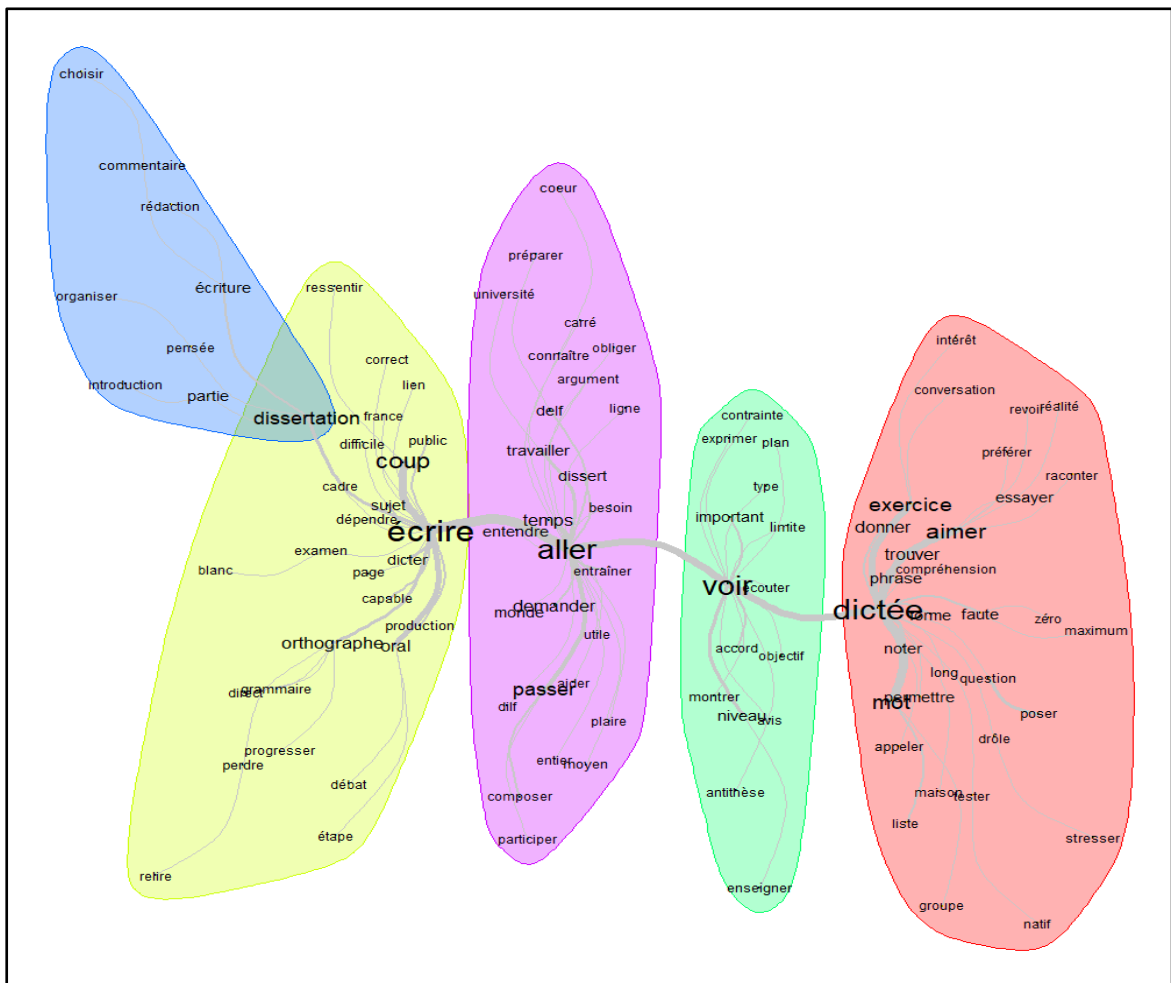 choisir
commentaire
rédaction
écriture
organiser
pensée
introduction
partie
dissertation
ressentir
correct
lien
france
difficile
public
coup
cadre
sujet
dépendre
écrire
examen
dicter
blanc
page
capable
production
orthographe
oral
direct
grammaire
progresser
perdre
débat
étape
relire
coeur
préparer
université
carré
connaître
obliger
argument
delf
ligne
travailler
dissert
besoin
temps
entendre
aller
entraîner
demander
monde
utile
aider
passer
dilf
plaire
entier
moyen
composer
participer
contrainte
exprimer
plan
type
important
limite
voir
écouter
accord
objectif
montrer
niveau
avis
antithèse
enseigner
intérêt
conversation
revoir
réalité
préférer
raconter
essayer
exercice
donner
aimer
trouver
compréhension
phrase
dictée
forme
faute
zéro
maximum
noter
long
question
permettre
mot
poser
appeler
drôle
maison
tester
liste
stresser
groupe
natif